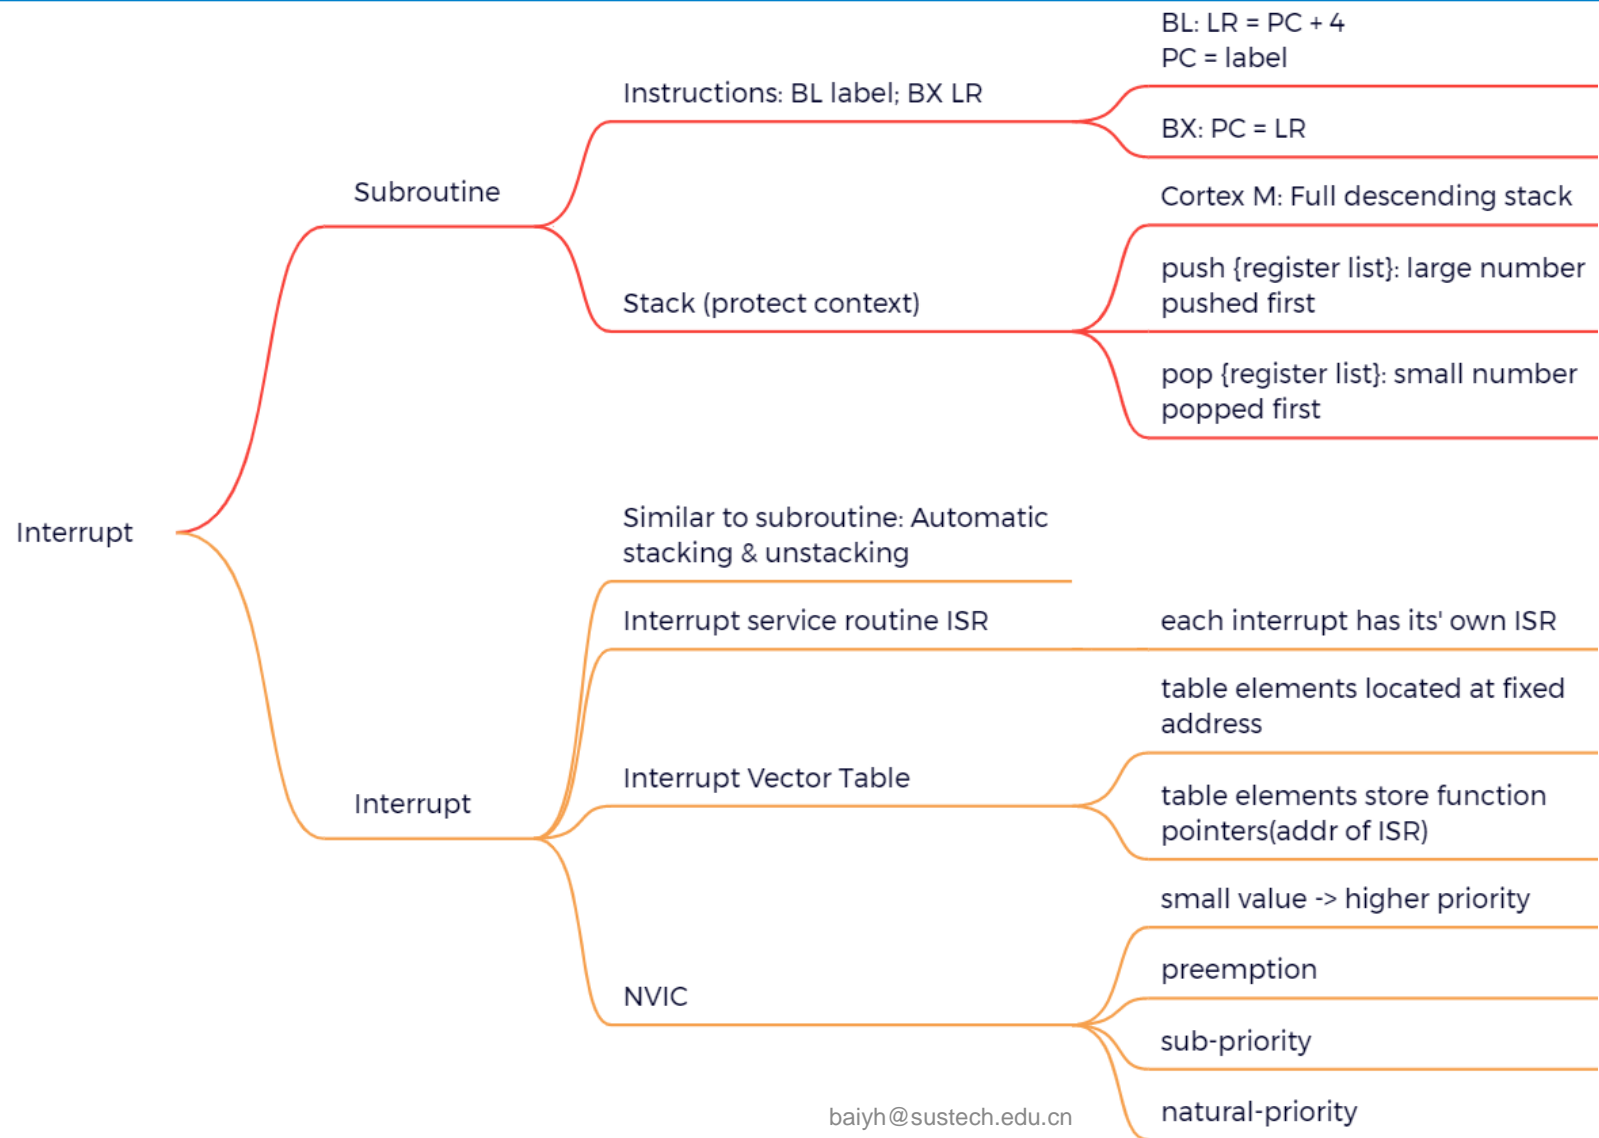 BL: LR = PC + 4
PC = label
Instructions: BL label; BX LR
BX: PC = LR
Subroutine
Cortex M: Full descending stack
push {register list}: large number
pushed first
Stack (protect context)
pop {register list}: small number
popped first
Interrupt
Similar to subroutine: Automatic
stacking & unstacking
Interrupt service routine ISR
each interrupt has its' own ISR
table elements located at fixed
address
Interrupt Vector Table
table elements store function
pointers(addr of ISR)
Interrupt
small value -> higher priority
preemption
NVIC
sub-priority
natural-priority
baiyh@sustech.edu.cn